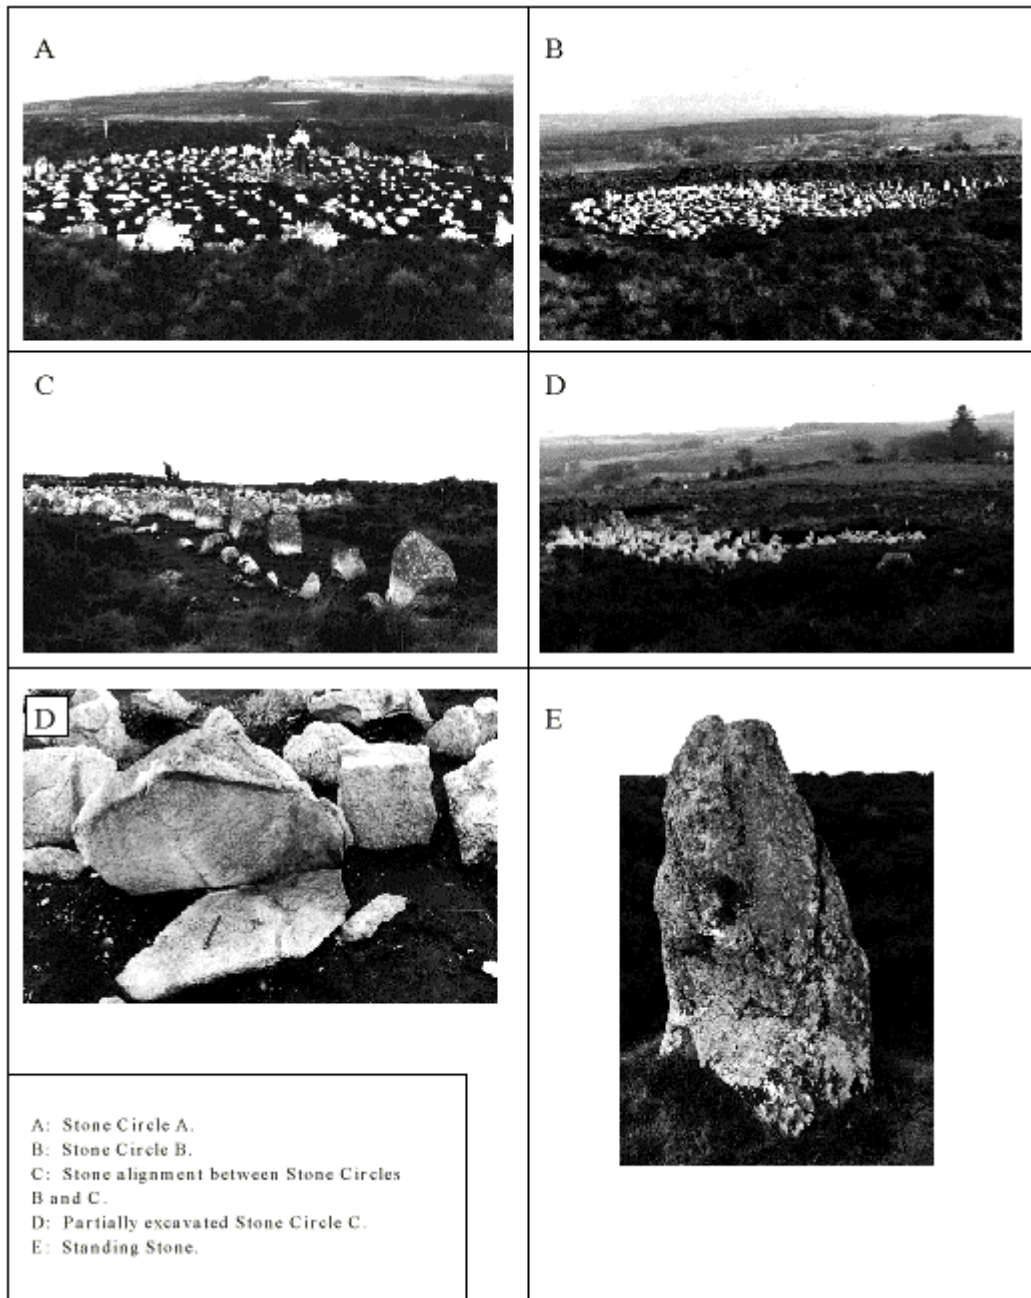 A
B
C
D
D
E
A: Stone Circle A.
B: Stone Circle B.
C: Stone alignment between Stone Circles
B and C.
D: Partially excavated Stone Circle C.
E: Standing Stone.